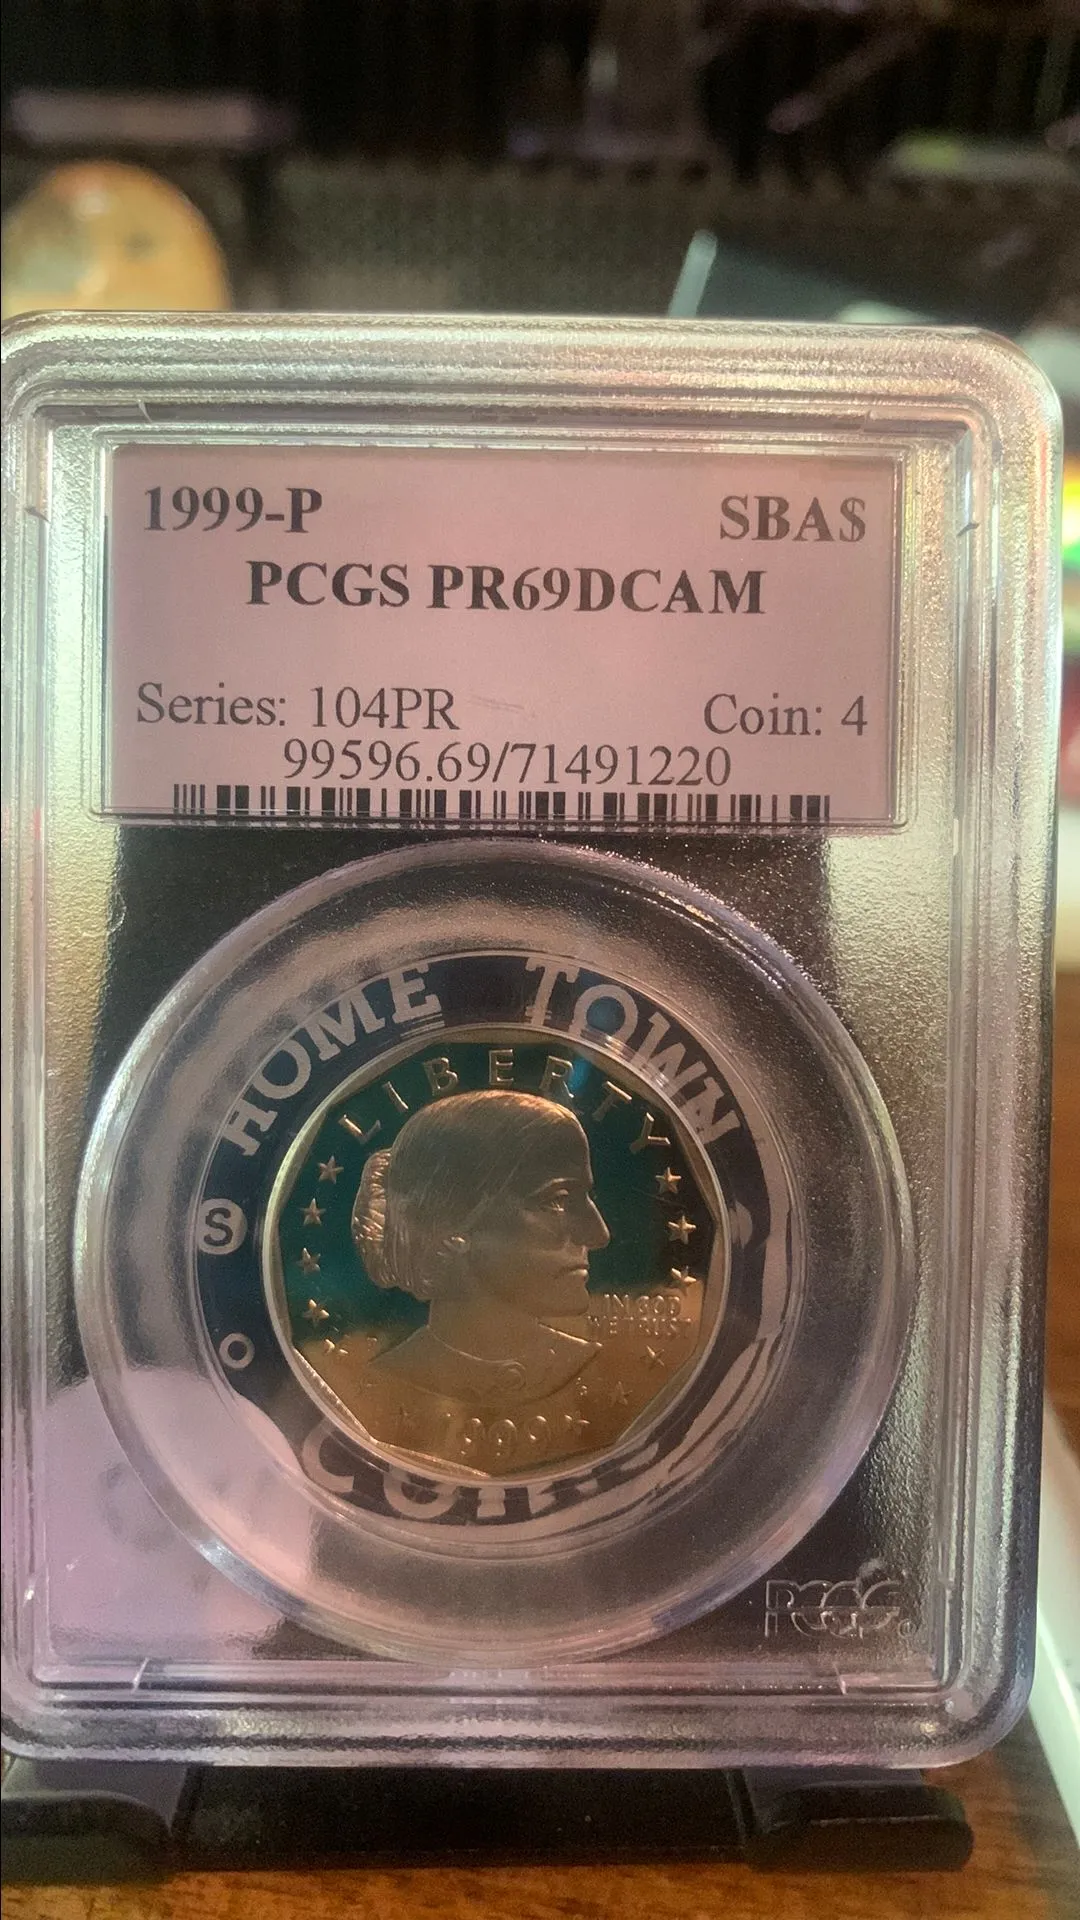 1999-P SBA$
PCGS PR69DCAM
Series: 104PR Coin: 4
99596.69/71491220
HOME TOWN
LIBERTY
S
IN GOD
WE TRUST
O
1999
PCGS